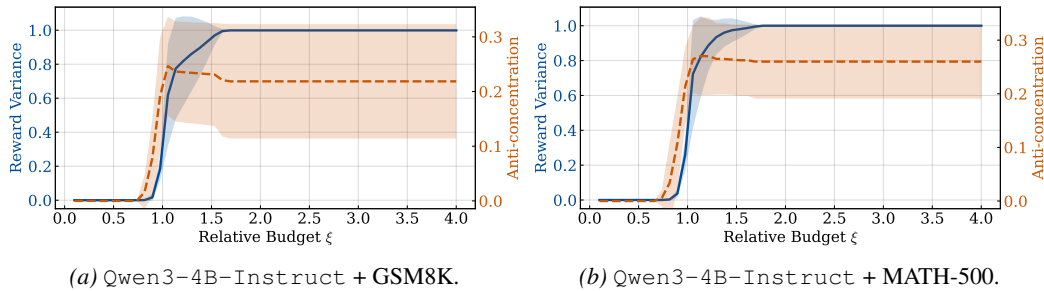 Reward Variance
1.0
0.8
0.6
0.4
0.2
0.0
0.3
0.2
0.1
0.0
Anti-concentration
0.0 0.5 1.0 1.5 2.0 2.5 3.0 3.5 4.0
Relative Budget ξ
(a) Qwen3-4B-Instruct + GSM8K.
Reward Variance
1.0
0.8
0.6
0.4
0.2
0.0
0.3
0.2
0.1
0.0
Anti-concentration
0.0 0.5 1.0 1.5 2.0 2.5 3.0 3.5 4.0
Relative Budget ξ
(b) Qwen3-4B-Instruct + MATH-500.